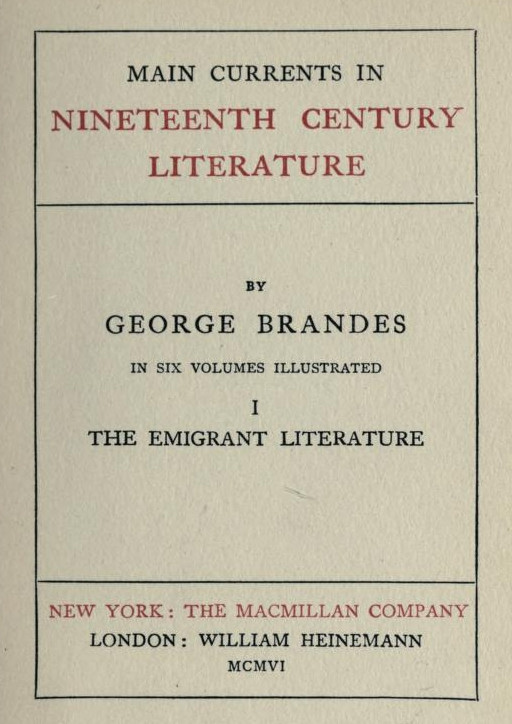 MAIN CURRENTS IN
NINETEENTH CENTURY
LITERATURE
BY
GEORGE BRANDES
IN SIX VOLUMES ILLUSTRATED
I
THE EMIGRANT LITERATURE
NEW YORK: THE MACMILLAN COMPANY
LONDON: WILLIAM HEINEMANN
MCMVI